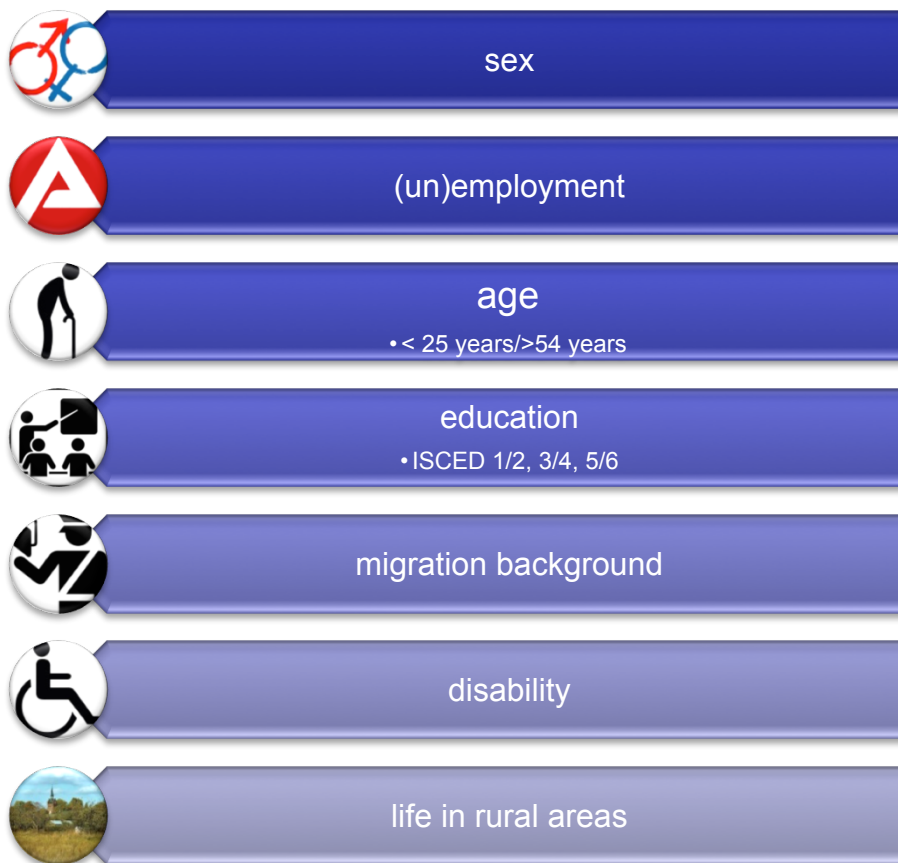 sex
(un)employment
age
• < 25 years/>54 years
education
• ISCED 1/2, 3/4, 5/6
migration background
disability
life in rural areas